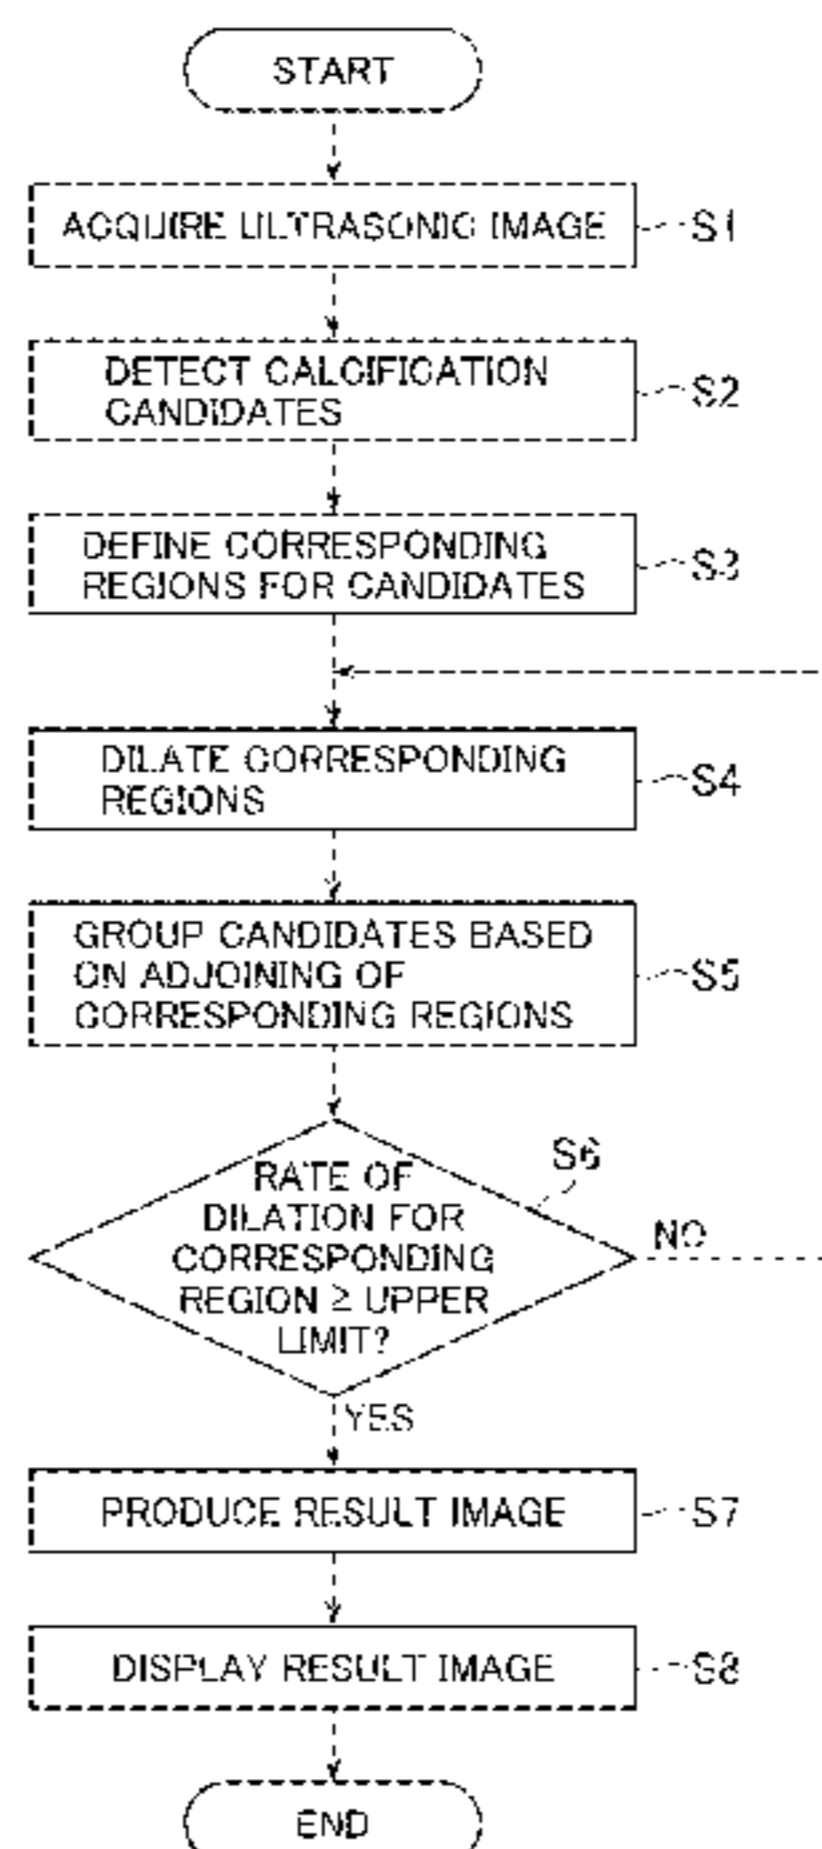 START
ACQUIRE ULTRASONIC IMAGE
S1
DETECT CALCIFICATION
CANDIDATES
S2
DEFINE CORRESPONDING
REGIONS FOR CANDIDATES
S3
DILATE CORRESPONDING
REGIONS
S4
GROUP CANDIDATES BASED
ON ADJOINING OF
CORRESPONDING REGIONS
S5
S6
RATE OF
DILATION FOR
CORRESPONDING
REGION ≥ UPPER
LIMIT?
NO
YES
PRODUCE RESULT IMAGE
S7
DISPLAY RESULT IMAGE
S8
END